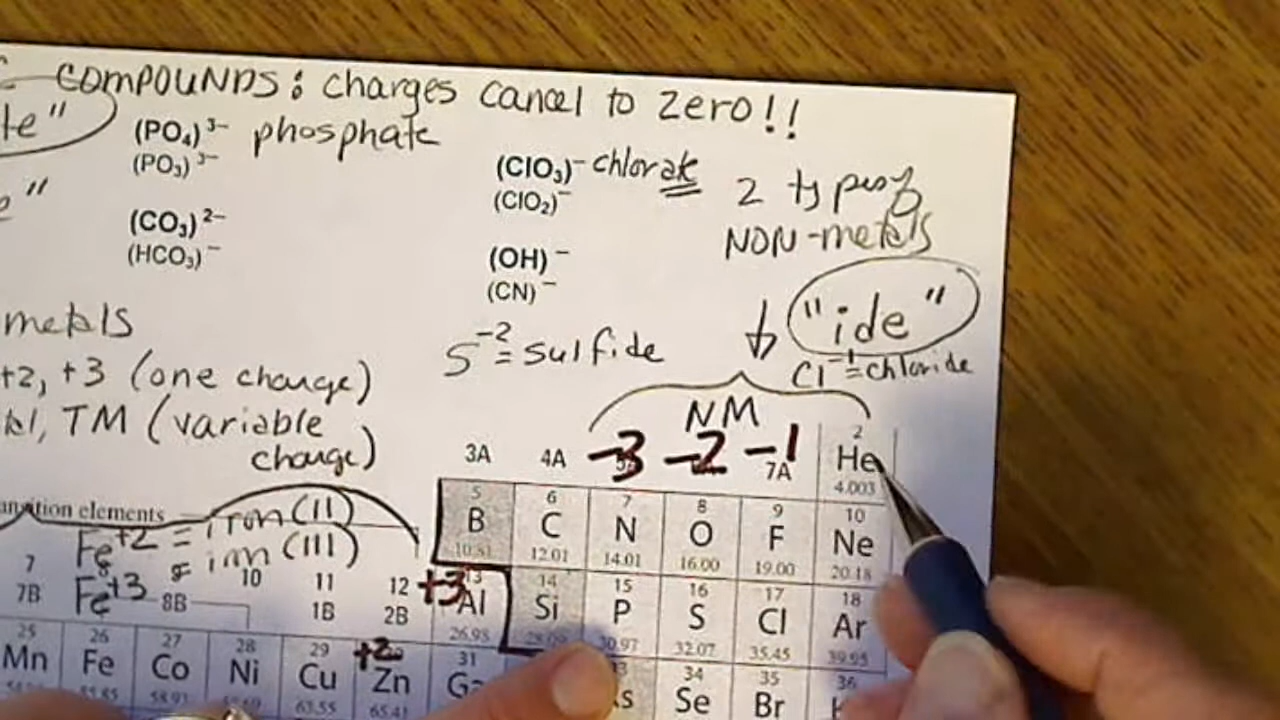 COMPOUNDS: charges cancel to zero!!
te"
(PO₄)³⁻ phosphate
(PO₃)³⁻
(CO₃)²⁻
(HCO₃)⁻
(ClO₃)⁻ chlorate
(ClO₂)⁻
(OH)⁻
(CN)⁻
2 types of
NON-metals
"ide"
Cl⁻¹ = chloride
S⁻² = sulfide
metals
+2, +3 (one charge)
TM (variable
charge)
NM
3A 4A -3 -2 -1 7A
2
He
4.003
elements
Fe⁺² = iron (II)
Fe⁺³ = iron (III)
5 6 7 8 9 10
B C N O F Ne
10.81 12.01 14.01 16.00 19.00 20.18
7 8B 10 11 12
7B 1B 2B
+3
13 14 15 16 17 18
Al Si P S Cl Ar
26.98 28.09 30.97 32.07 35.45 39.95
+2
25 26 27 28 29 31 34 35 36
Mn Fe Co Ni Cu Zn Se Br
58.93 63.55 65.41